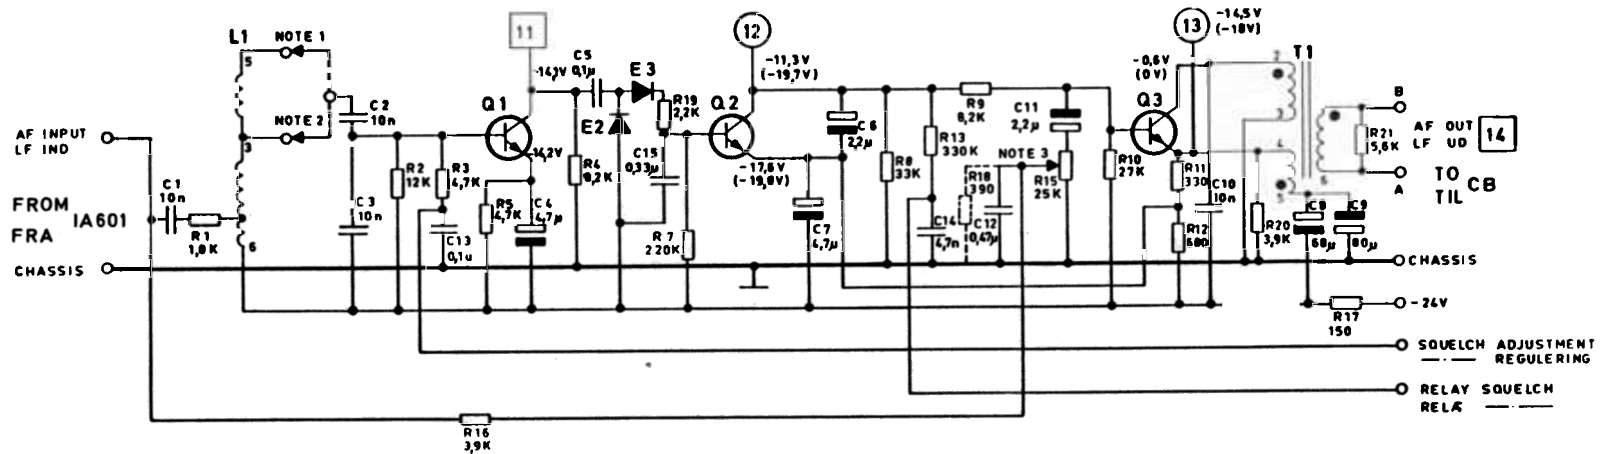 L1
NOTE 1
5
NOTE 2
3
6
AF INPUT
LF IND
FROM
FRA
IA601
C1
10n
R1
1,8K
CHASSIS
C2
10n
C3
10n
R2
12K
R3
4,7K
C13
0,1u
Q1
11
-14,1V
-14,2V
R5
4,7K
C4
4,7µ
C5
0,1µ
R4
8,2K
E2
E3
R19
2,2K
C15
0,33µ
R7
220K
12
-11,3V
(-19,7V)
Q2
-17,6V
(-19,8V)
C7
4,7µ
C6
2,2µ
R8
33K
R13
330K
C14
4,7n
R9
8,2K
R18
390
C12
0,47µ
NOTE 3
C11
2,2µ
R15
25K
R10
27K
-0,6V
(0V)
Q3
13
-14,5V
(-18V)
R11
330
R12
680
C10
10n
T1
2
3
4
5
6
R20
3,9K
C8
68µ
C9
80µ
R21
5,6K
B
A
AF OUT
LF UD
14
TO
TIL
CB
CHASSIS
-24V
R17
150
SQUELCH ADJUSTMENT
—·— REGULERING
RELAY SQUELCH
RELÆ —·—
R16
3,9K